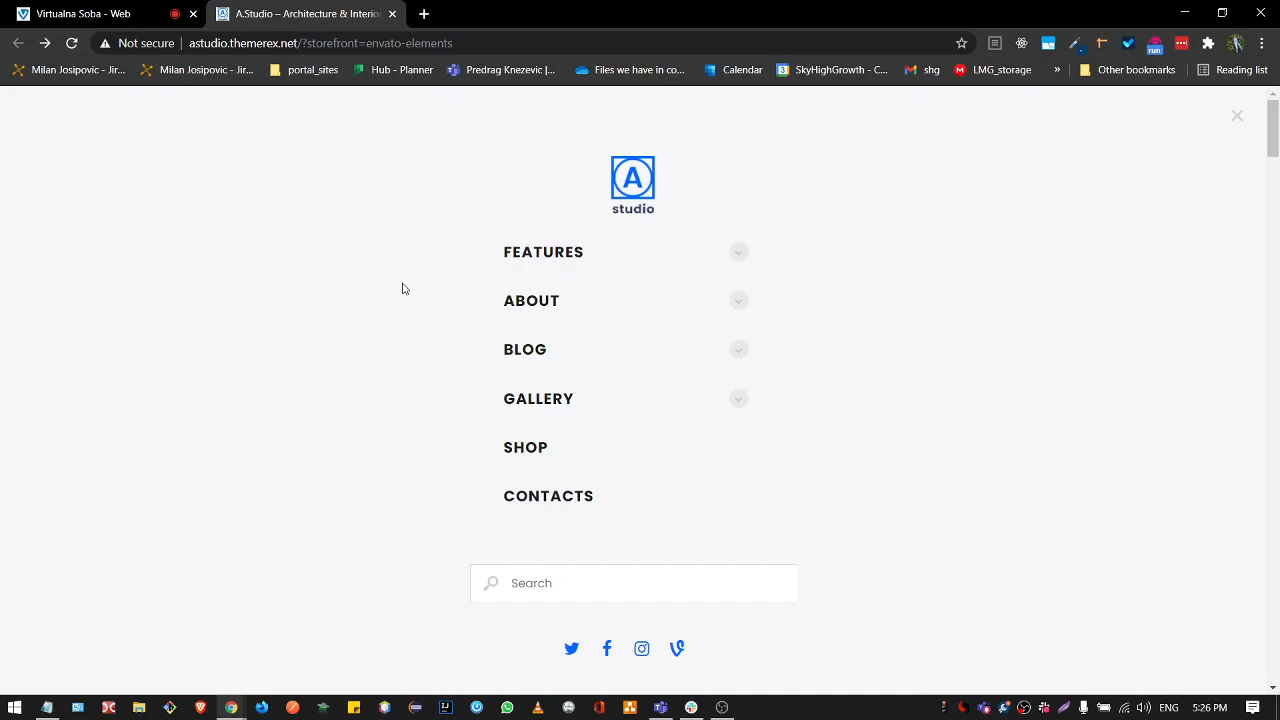 Virtualna Soba - Web
A.Studio – Architecture & Interio
Not secure
astudio.themerex.net/?storefront=envato-elements
run
Milan Josipovic - Jir...
Milan Josipovic - Jir...
portal_sites
Hub - Planner
Predrag Knezevic |...
Files we have in co...
Calendar
SkyHighGrowth - C...
shg
LMG_storage
»
Other bookmarks
Reading list
A
studio
FEATURES
ABOUT
BLOG
GALLERY
SHOP
CONTACTS
Search
ENG
5:26 PM